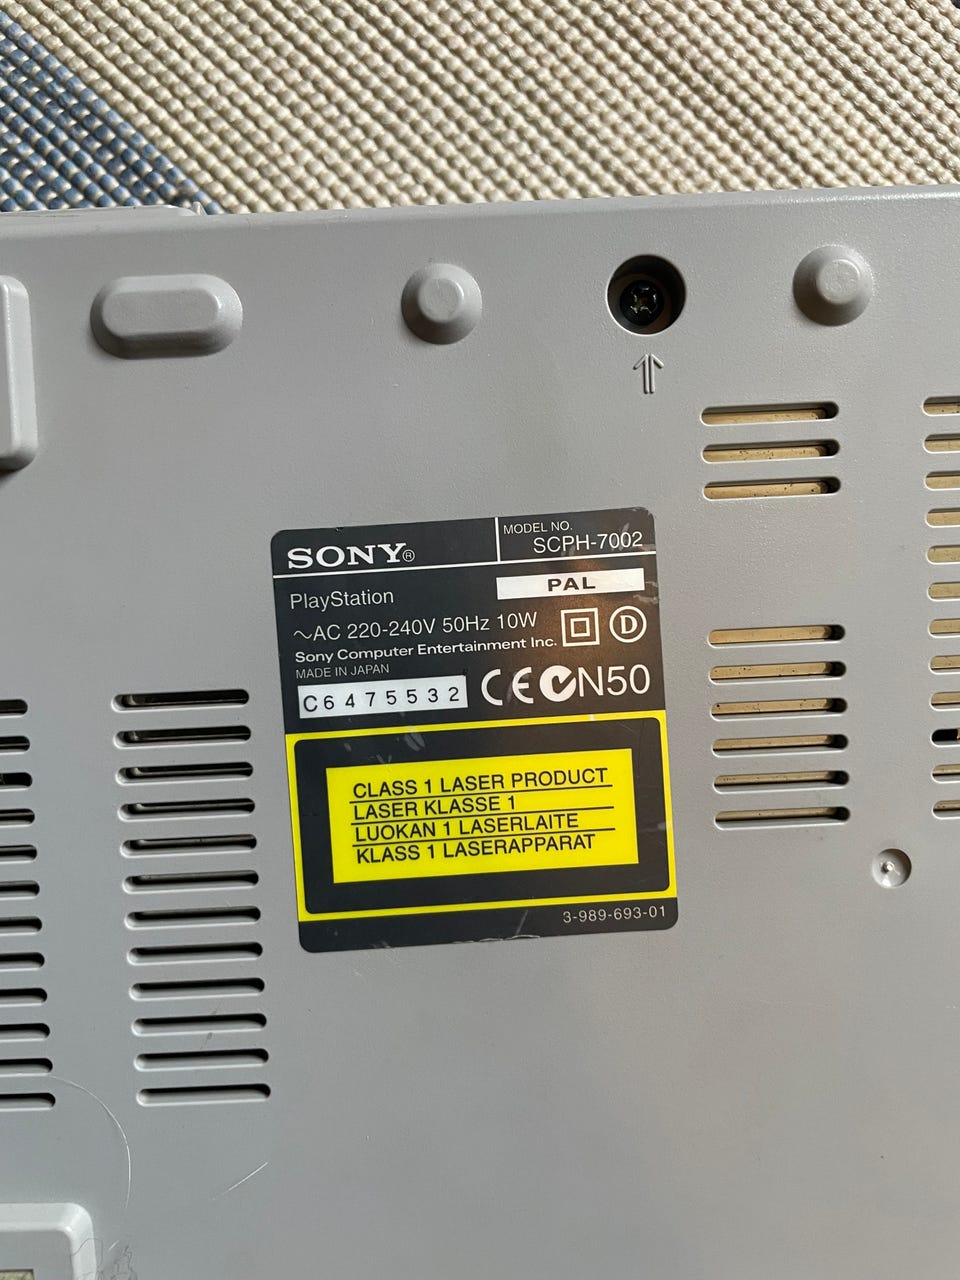 SONY®
MODEL NO.
SCPH-7002
PlayStation
PAL
~AC 220-240V 50Hz 10W
D
Sony Computer Entertainment Inc.
MADE IN JAPAN
C6475532
CE N50
CLASS 1 LASER PRODUCT
LASER KLASSE 1
LUOKAN 1 LASERLAITE
KLASS 1 LASERAPPARAT
3-989-693-01